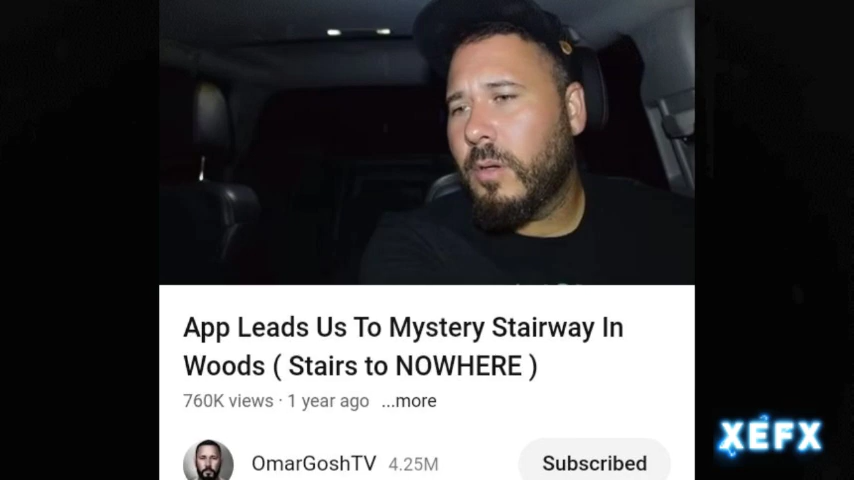 App Leads Us To Mystery Stairway In
Woods ( Stairs to NOWHERE )
760K views · 1 year ago ...more
OmarGoshTV 4.25M Subscribed
XEFX